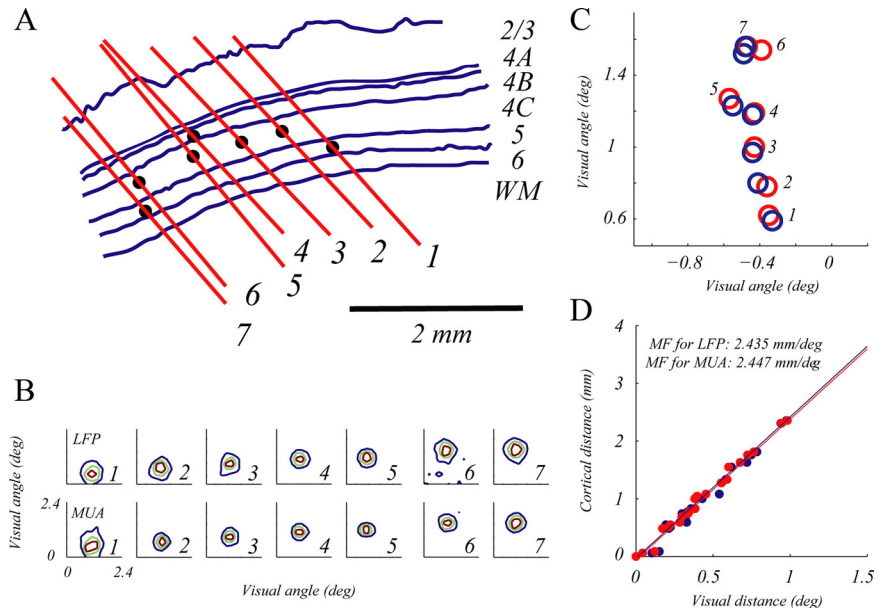 A
2/3
4A
4B
4C
5
6
WM
1
2
3
4
5
6
7
2 mm
B
Visual angle (deg)
LFP
1
2
3
4
5
6
7
2.4
MUA
1
2
3
4
5
6
7
0
0
2.4
Visual angle (deg)
C
Visual angle (deg)
1.4
1
0.6
7
6
5
4
3
2
1
−0.8
−0.4
0
Visual angle (deg)
D
Cortical distance (mm)
4
3
2
1
0
MF for LFP: 2.435 mm/deg
MF for MUA: 2.447 mm/deg
0
0.5
1
1.5
Visual distance (deg)